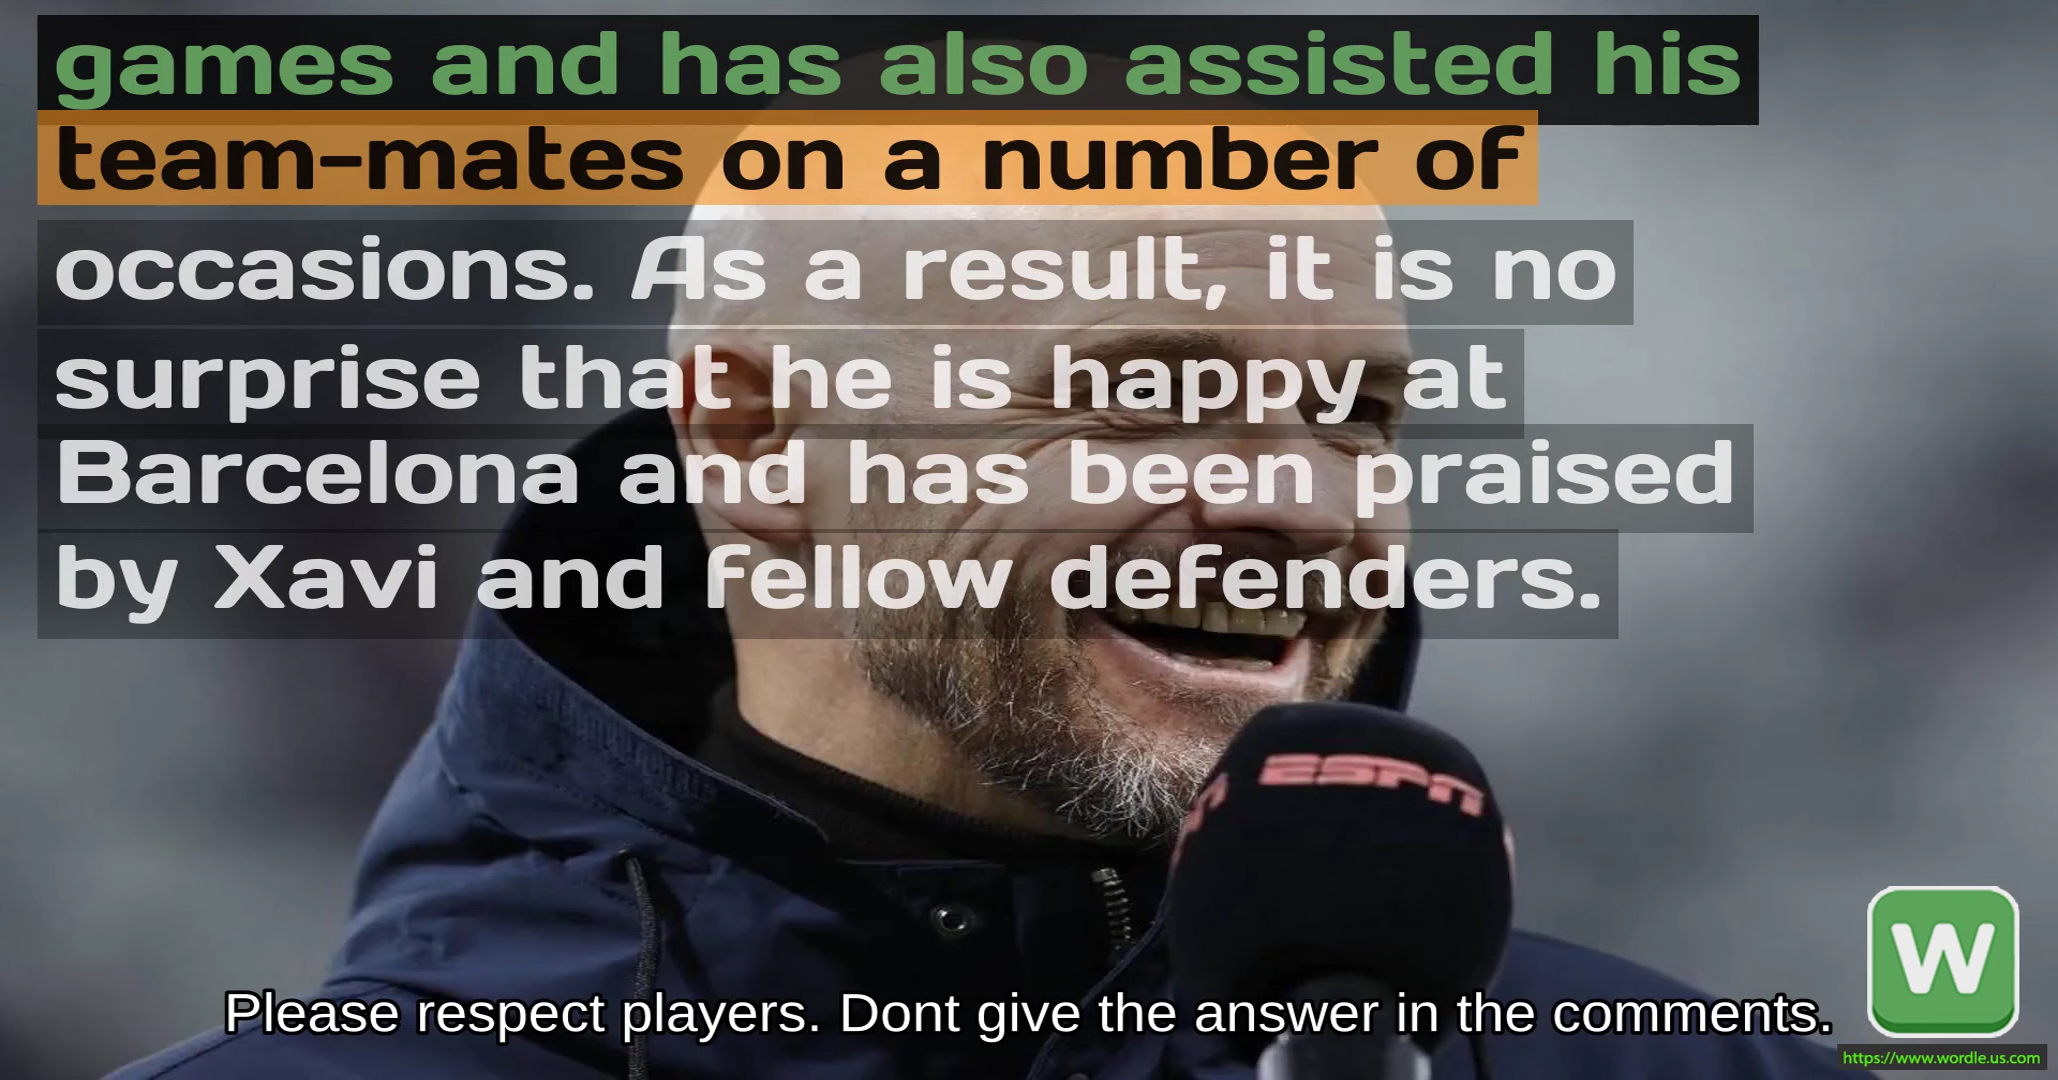 games and has also assisted his
team-mates on a number of
occasions. As a result, it is no
surprise that he is happy at
Barcelona and has been praised
by Xavi and fellow defenders.
ESPN
W
Please respect players. Dont give the answer in the comments.
https://www.wordle.us.com